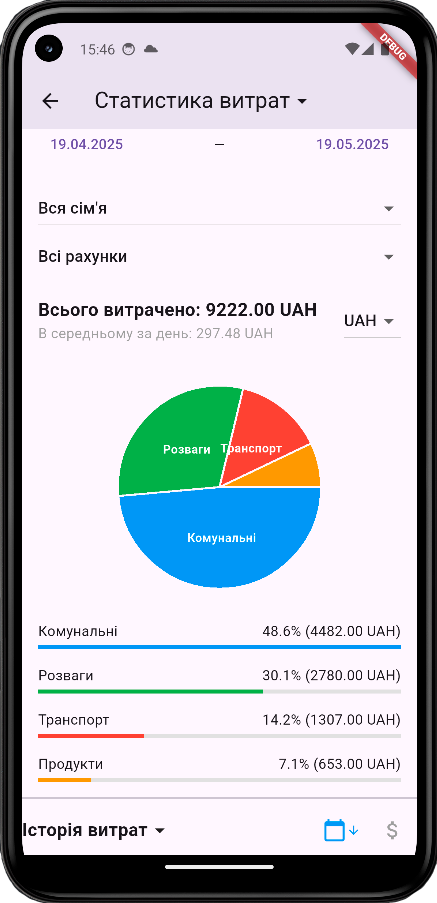 15:46
DEBUG
Статистика витрат
19.04.2025 – 19.05.2025
Вся сім'я
Всі рахунки
Всього витрачено: 9222.00 UAH
В середньому за день: 297.48 UAH
UAH
Розваги
Транспорт
Комунальні
Комунальні 48.6% (4482.00 UAH)
Розваги 30.1% (2780.00 UAH)
Транспорт 14.2% (1307.00 UAH)
Продукти 7.1% (653.00 UAH)
Історія витрат $